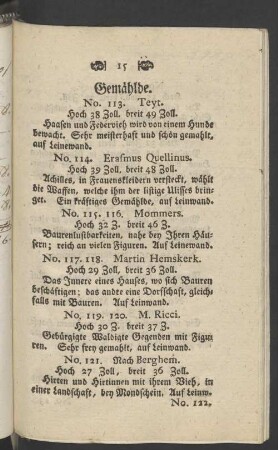 15
Gemählde.
No. 113. Teyt.
Hoch 38 Zoll. breit 49 Zoll.
Haasen und Federvieh wird von einem Hunde
bewacht. Sehr meisterhaft und schön gemahlt,
auf Leinewand.
No. 114. Erasmus Quellinus.
Hoch 39 Zoll, breit 48 Zoll.
Achilles, in Frauenskleidern versteckt, wählt
die Waffen, welche ihm der listige Ulisses brin-
get. Ein kräftiges Gemählde, auf Leinwand.
No. 115. 116. Mommers.
Hoch 32 Z. breit 46 Z.
Baurenlustbarkeiten, nahe bey Ihren Häu-
sern; reich an vielen Figuren. Auf Leinewand.
No. 117. 118. Martin Hemskerk.
Hoch 29 Zoll, breit 36 Zoll.
Das Innere eines Hauses, wo sich Bauren
beschäftigen; das andre eine Dorfschaft, gleich-
falls mit Bauren. Auf Leinwand.
No. 119. 120. M. Ricci.
Hoch 30 Z. breit 37 Z.
Gebürgigte Waldigte Gegenden mit Figu
ren. Sehr frey gemahlt, auf Leinwand.
No. 121. Nach Berghem.
Hoch 27 Zoll, breit 36 Zoll.
Hirten und Hirtinnen mit ihrem Vieh, in
einer Landschaft, bey Mondschein. Auf Leinw.
No. 122.